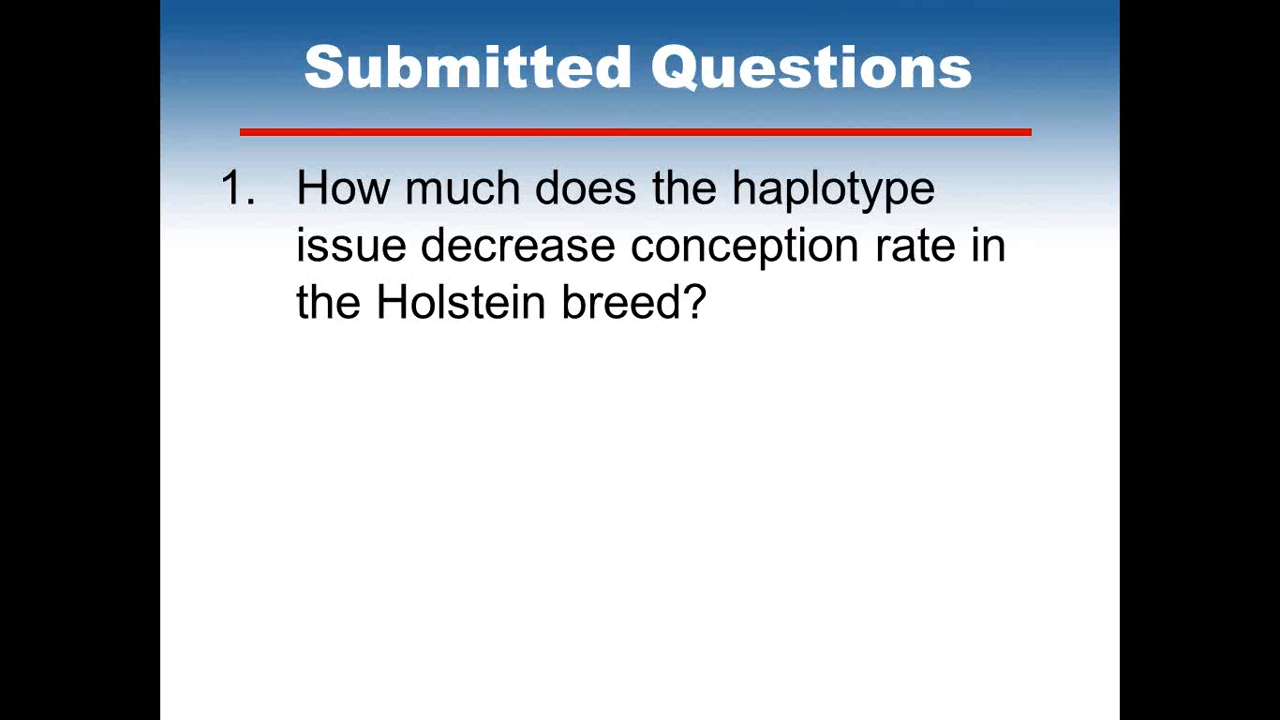 Submitted Questions
1. How much does the haplotype
issue decrease conception rate in
the Holstein breed?